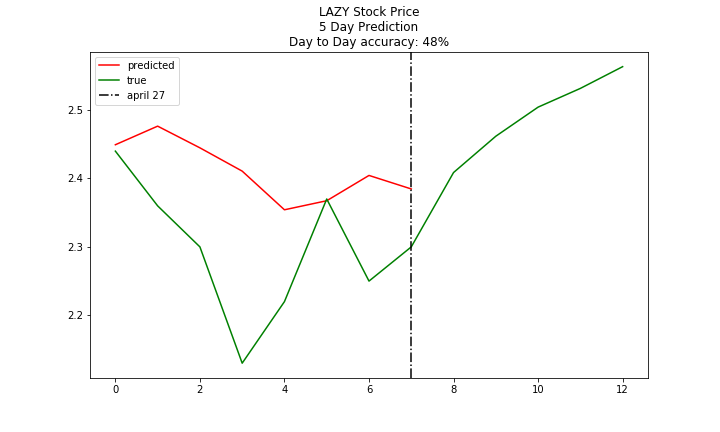 LAZY Stock Price
5 Day Prediction
Day to Day accuracy: 48%
predicted
true
april 27
2.5
2.4
2.3
2.2
0 2 4 6 8 10 12